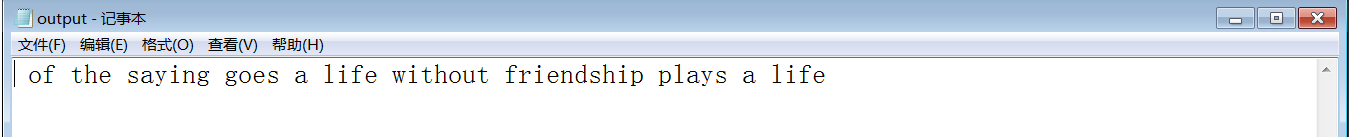 output - 记事本
文件(F) 编辑(E) 格式(O) 查看(V) 帮助(H)
of the saying goes a life without friendship plays a life